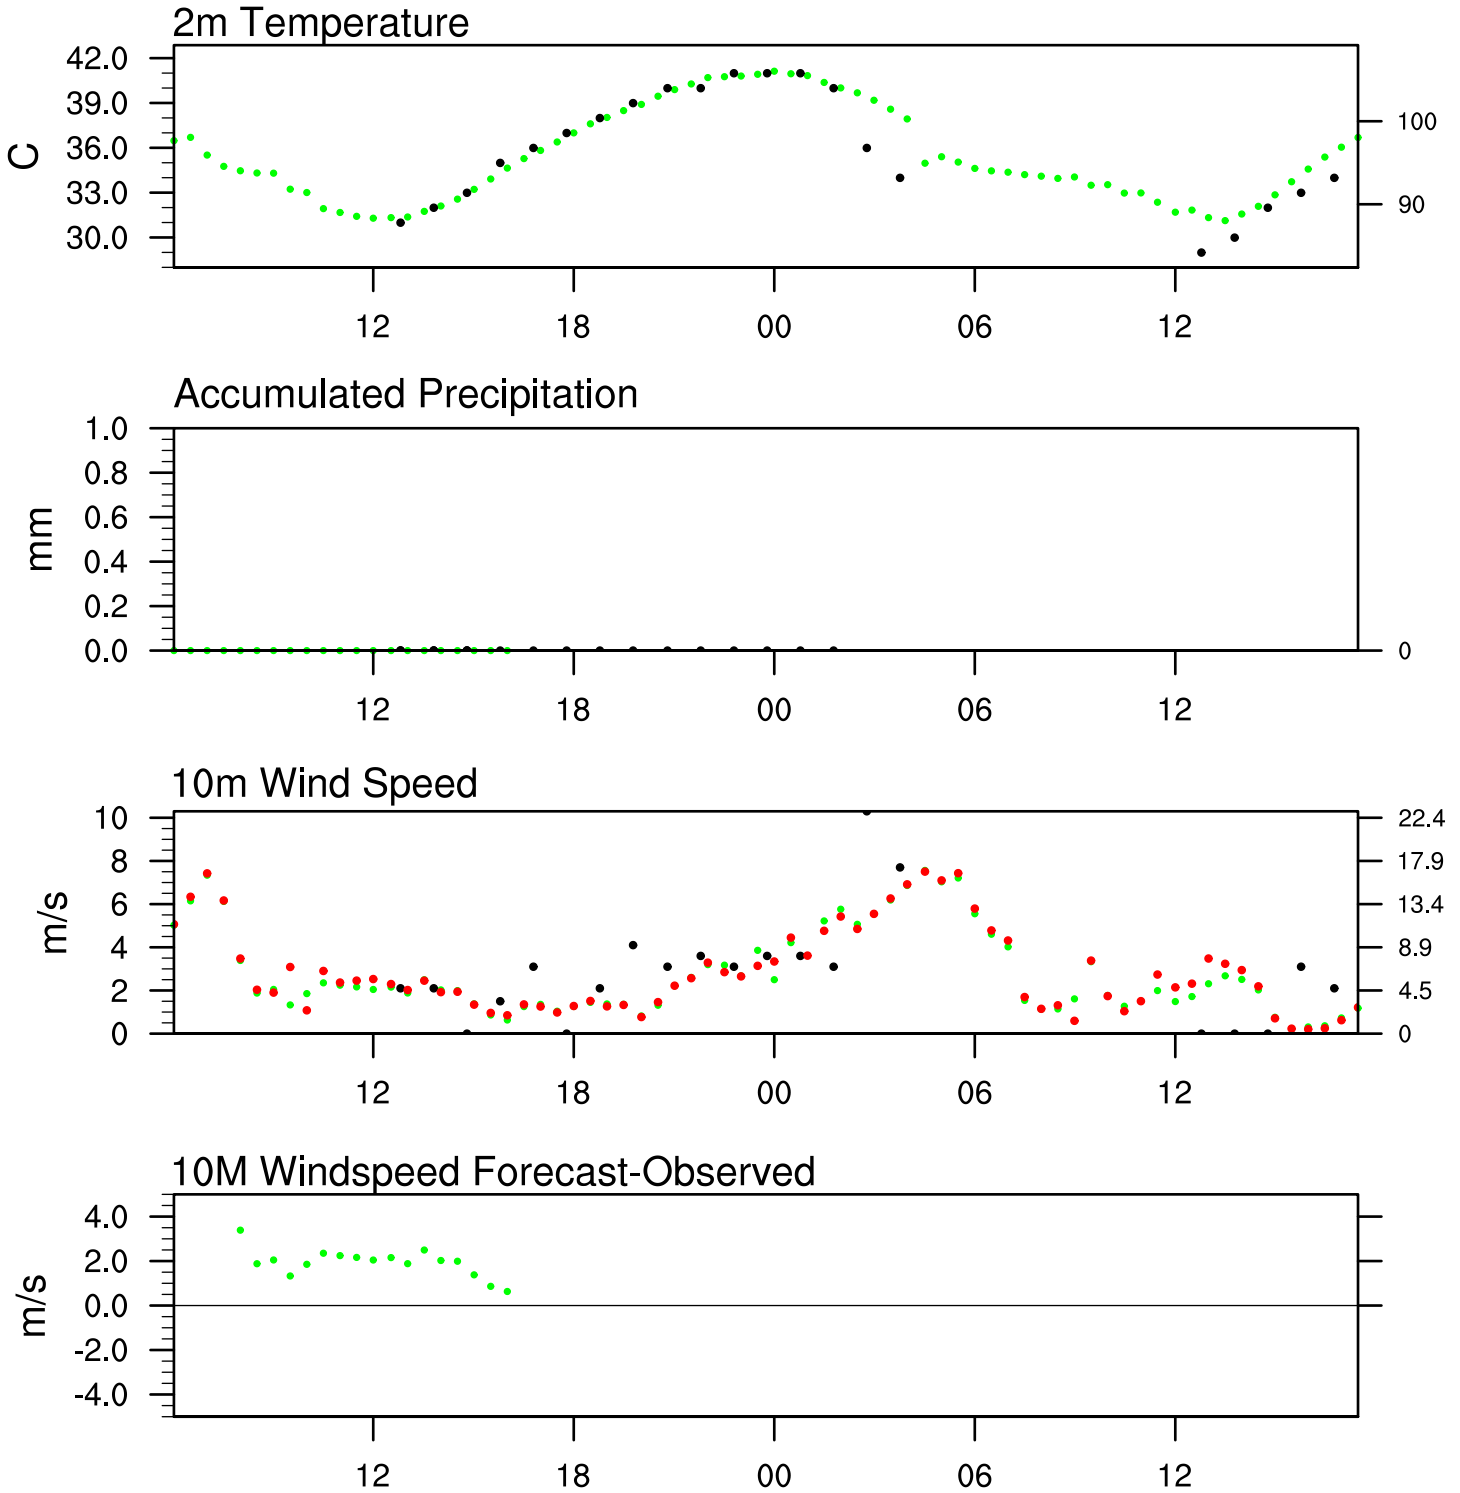 2m Temperature
42.0
39.0
36.0
33.0
30.0
C
100
90
12 18 00 06 12
Accumulated Precipitation
1.0
0.8
0.6
0.4
0.2
0.0
mm
0
12 18 00 06 12
10m Wind Speed
10
8
6
4
2
0
m/s
22.4
17.9
13.4
8.9
4.5
0
12 18 00 06 12
10M Windspeed Forecast-Observed
4.0
2.0
0.0
-2.0
-4.0
m/s
12 18 00 06 12